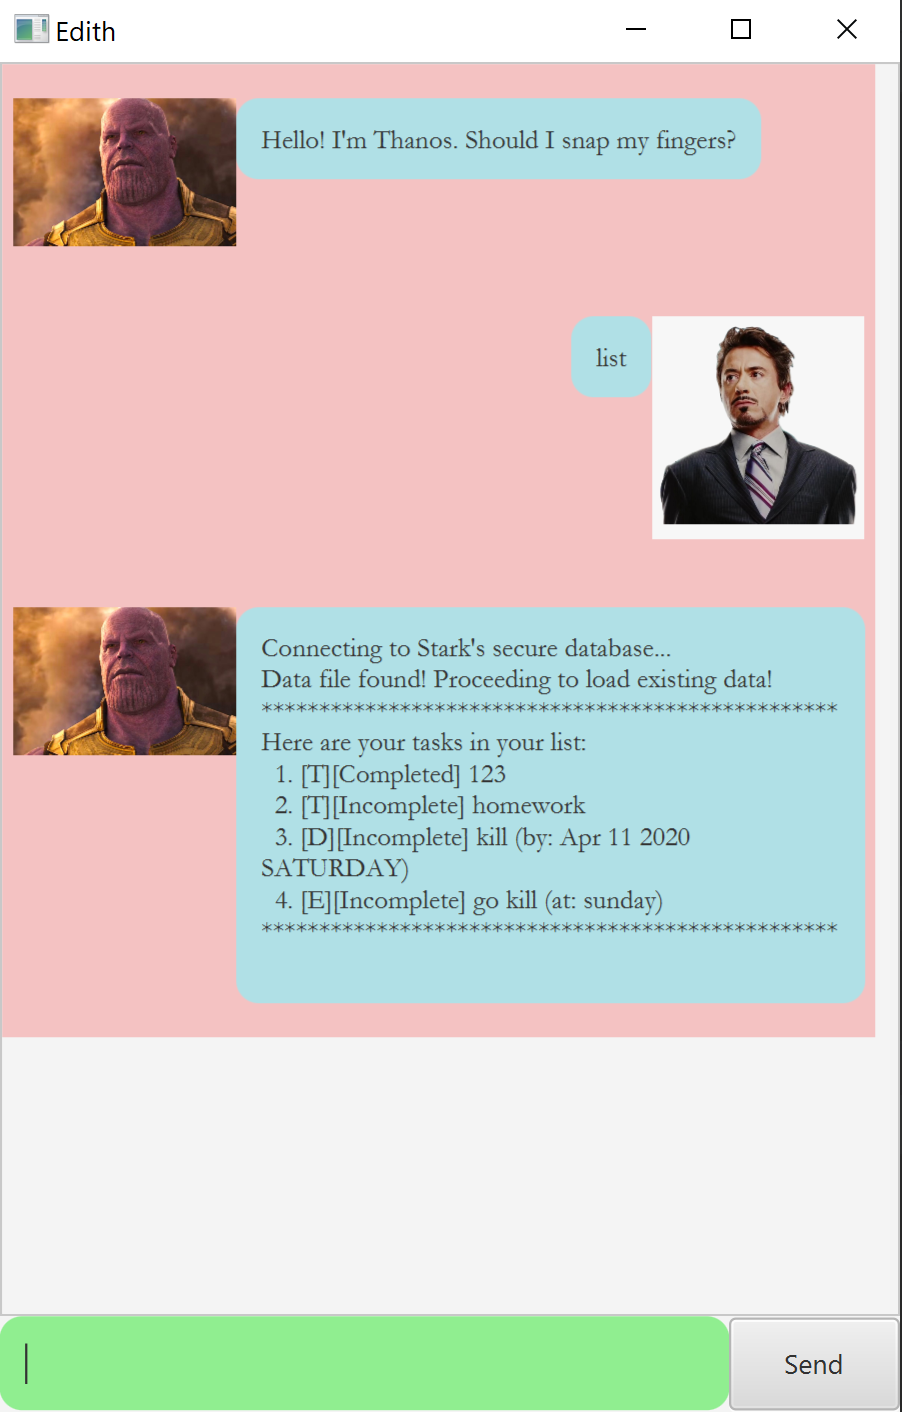 Edith
Hello! I'm Thanos. Should I snap my fingers?
list
Connecting to Stark's secure database...
Data file found! Proceeding to load existing data!
**************************************************
Here are your tasks in your list:
1. [T][Completed] 123
2. [T][Incomplete] homework
3. [D][Incomplete] kill (by: Apr 11 2020
SATURDAY)
4. [E][Incomplete] go kill (at: sunday)
**************************************************
Send